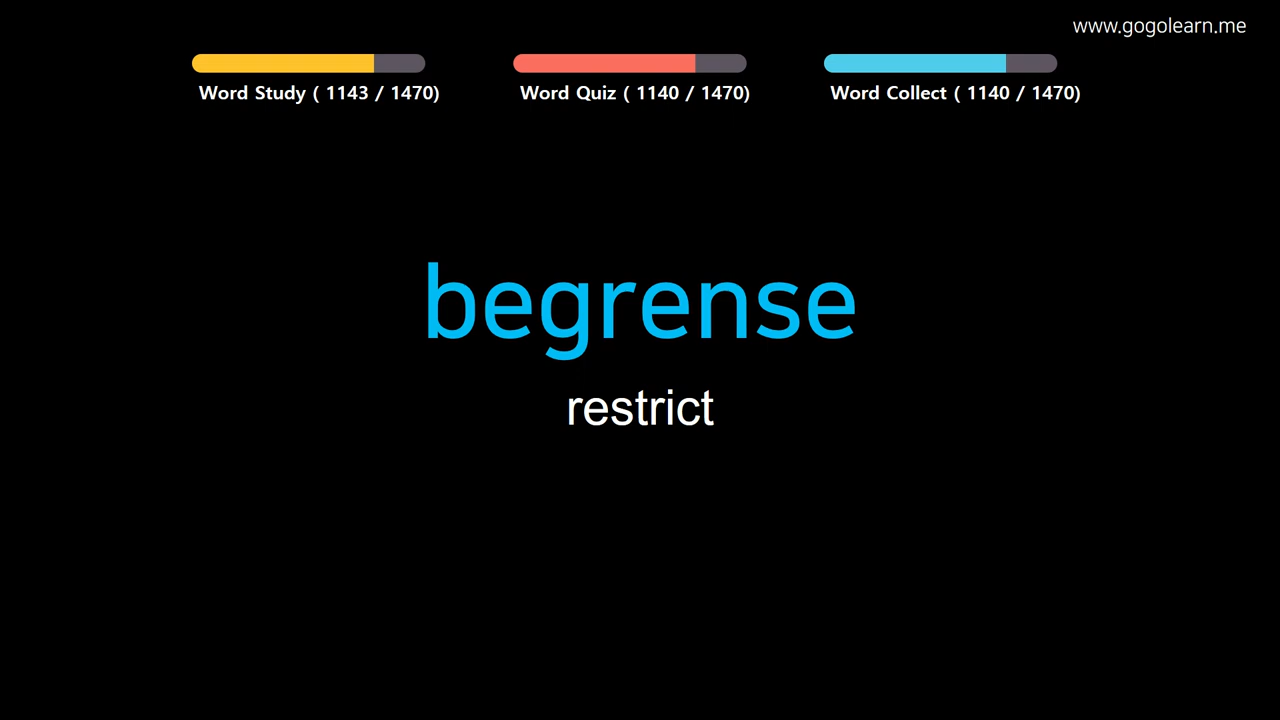 www.gogolearn.me
Word Study ( 1143 / 1470)
Word Quiz ( 1140 / 1470)
Word Collect ( 1140 / 1470)
begrense
restrict